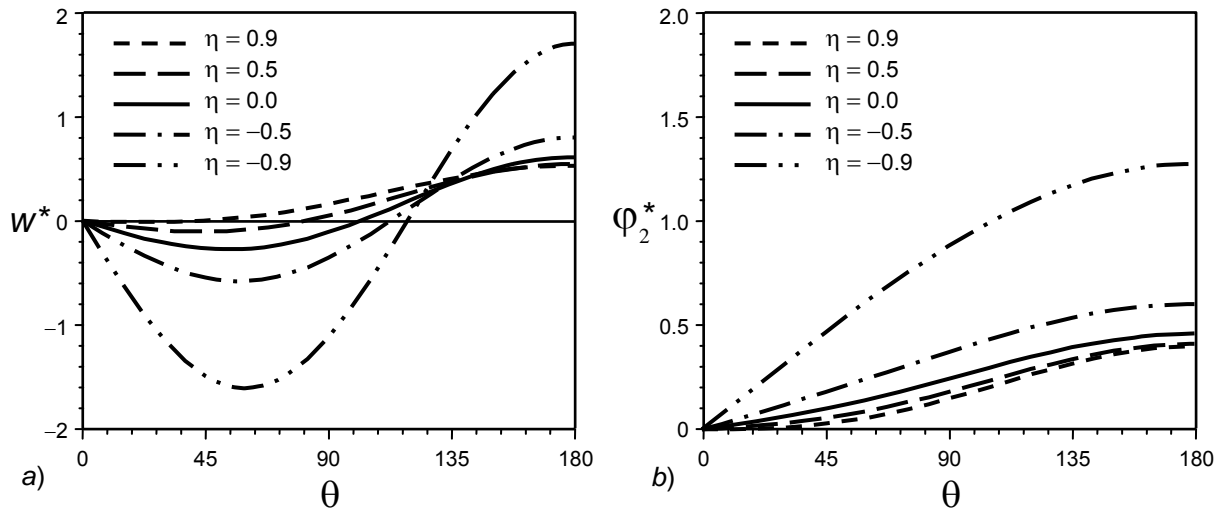 2
η = 0.9
η = 0.5
η = 0.0
η = −0.5
η = −0.9
1
w*
0
−1
−2
0 45 90 135 180
a) θ
2.0
η = 0.9
η = 0.5
η = 0.0
η = −0.5
η = −0.9
1.5
φ₂*
1.0
0.5
0
0 45 90 135 180
b) θ